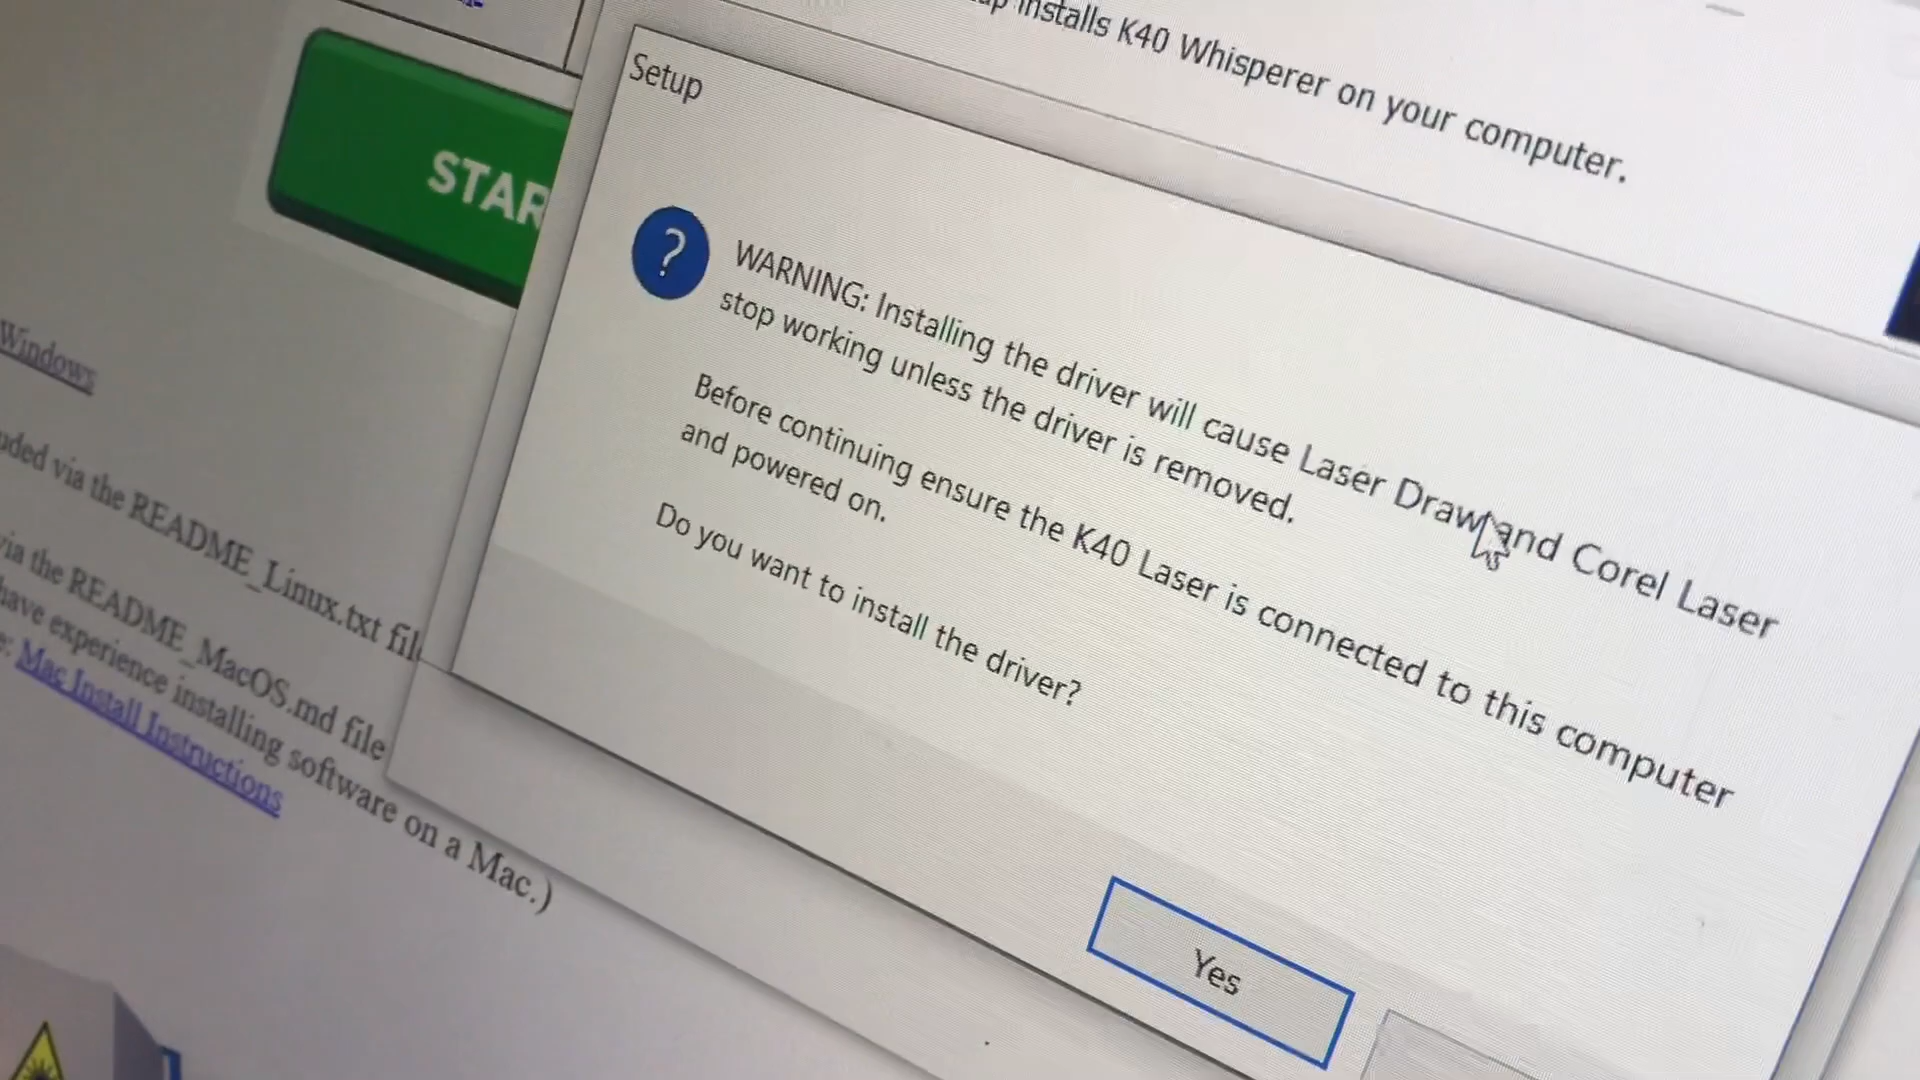 installs K40 Whisperer on your computer.
Setup
STAR
WARNING: Installing the driver will cause Laser Draw and Corel Laser
stop working unless the driver is removed.
Before continuing ensure the K40 Laser is connected to this computer
and powered on.
Do you want to install the driver?
Yes
Windows
via the README_Linux.txt
via the README_MacOS.md file
have experience installing software on a Mac.)
Mac Install Instructions